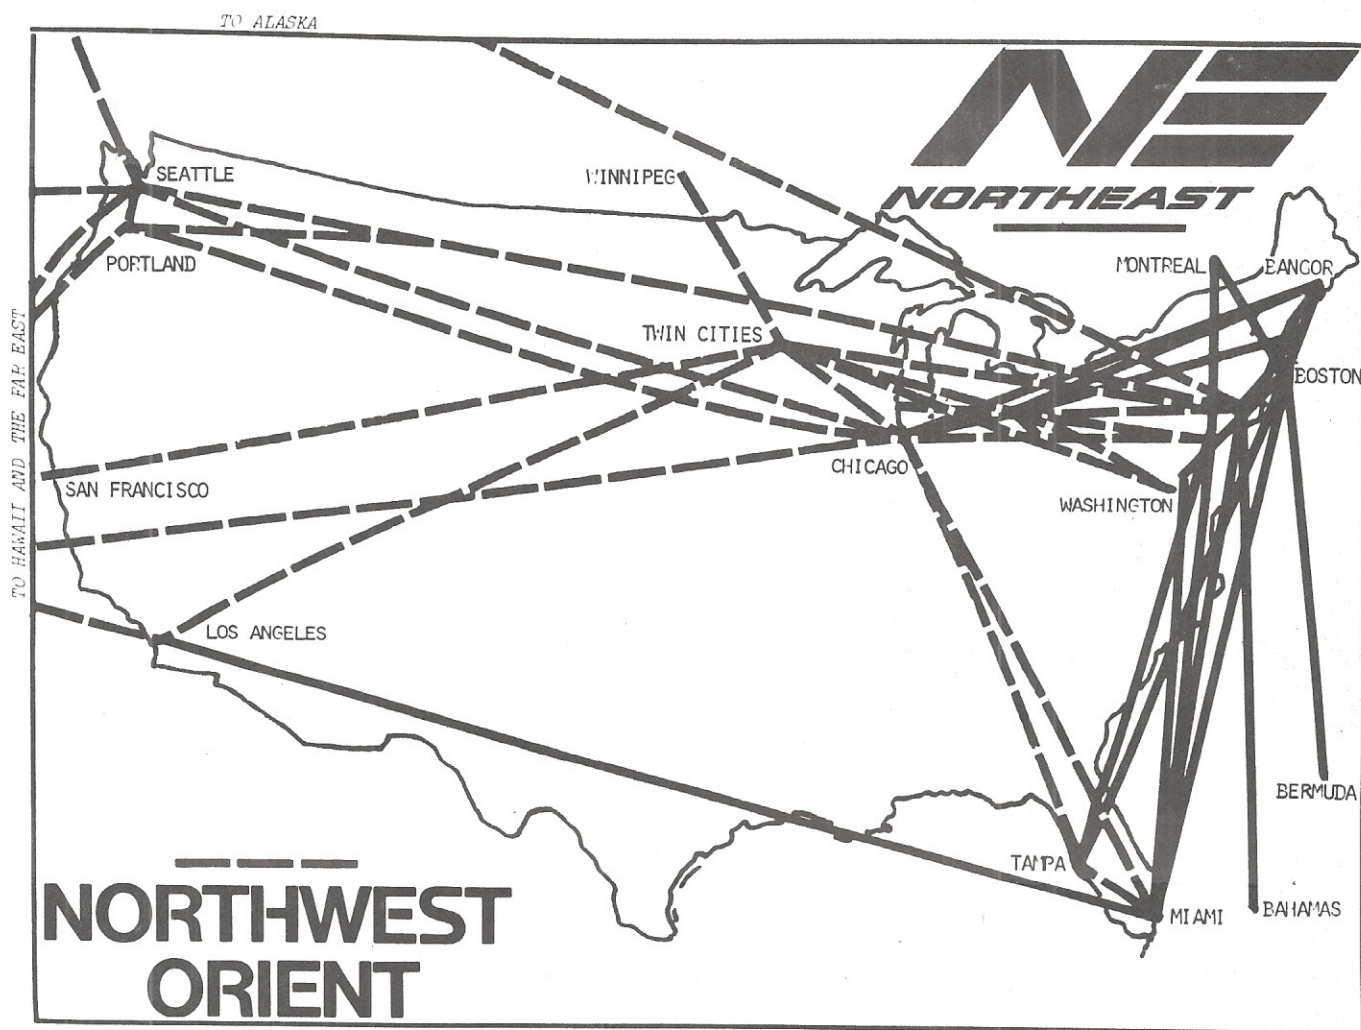 TO ALASKA
NE
NORTHEAST
SEATTLE
WINNIPEG
PORTLAND
MONTREAL
BANGOR
TWIN CITIES
BOSTON
CHICAGO
SAN FRANCISCO
WASHINGTON
TO HAWAII AND THE FAR EAST
LOS ANGELES
BERMUDA
TAMPA
MIAMI
BAHAMAS
NORTHWEST
ORIENT